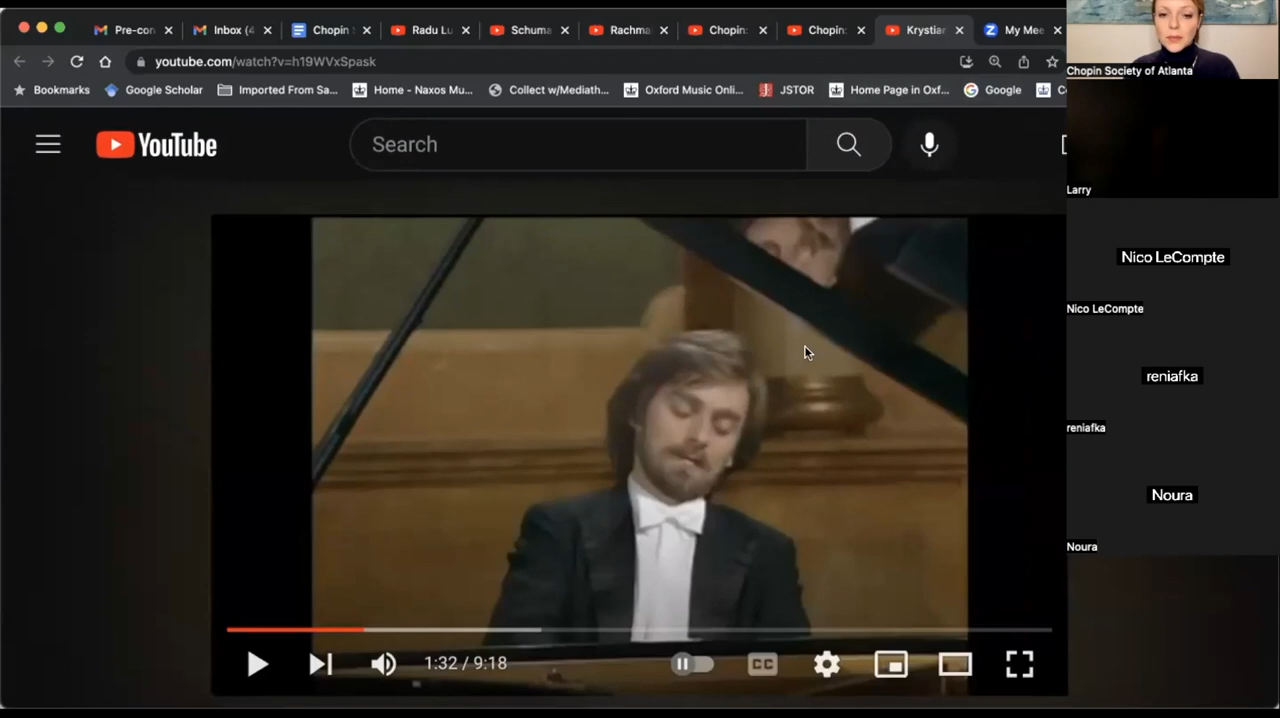 Pre-con
Inbox (4
Chopin S
Radu Lu
Schuma
Rachma
Chopin:
Chopin:
Krystian
My Mee
youtube.com/watch?v=h19WVxSpask
Bookmarks
Google Scholar
Imported From Sa...
Home - Naxos Mu...
Collect w/Mediath...
Oxford Music Onli...
JSTOR
Home Page in Oxf...
Google
YouTube
Search
Chopin Society of Atlanta
Larry
Nico LeCompte
Nico LeCompte
reniafka
reniafka
Noura
Noura
1:32 / 9:18
CC